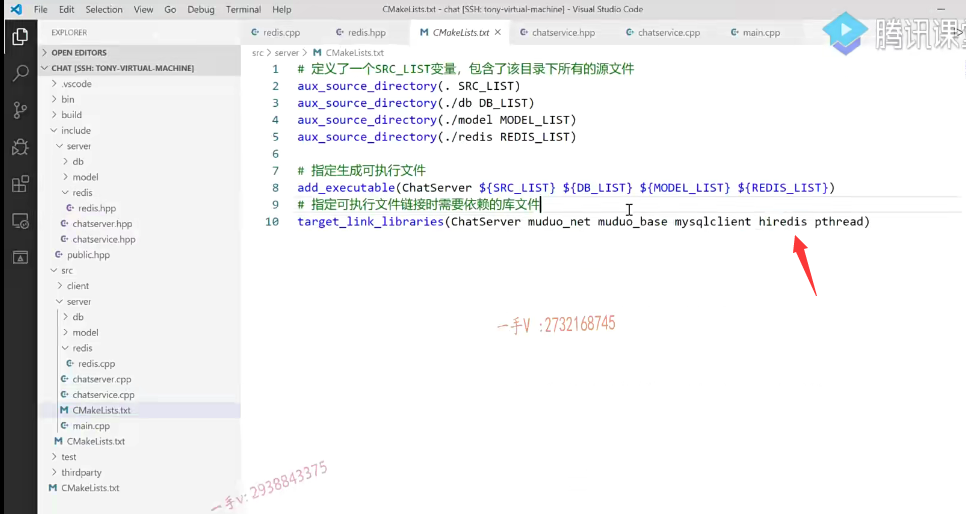 File Edit Selection View Go Debug Terminal Help
CMakeLists.txt - chat [SSH: tony-virtual-machine] - Visual Studio Code
EXPLORER
OPEN EDITORS
CHAT [SSH: TONY-VIRTUAL-MACHINE]
.vscode
bin
build
include
server
db
model
redis
redis.hpp
chatserver.hpp
chatservice.hpp
public.hpp
src
client
server
db
model
redis
redis.cpp
chatserver.cpp
chatservice.cpp
CMakeLists.txt
main.cpp
CMakeLists.txt
test
thirdparty
CMakeLists.txt
redis.cpp redis.hpp CMakeLists.txt chatservice.hpp chatservice.cpp main.cpp
腾讯课
src > server > CMakeLists.txt
1 # 定义了一个SRC_LIST变量，包含了该目录下所有的源文件
2 aux_source_directory(. SRC_LIST)
3 aux_source_directory(./db DB_LIST)
4 aux_source_directory(./model MODEL_LIST)
5 aux_source_directory(./redis REDIS_LIST)
6
7 # 指定生成可执行文件
8 add_executable(ChatServer ${SRC_LIST} ${DB_LIST} ${MODEL_LIST} ${REDIS_LIST})
9 # 指定可执行文件链接时需要依赖的库文件
10 target_link_libraries(ChatServer muduo_net muduo_base mysqlclient hiredis pthread)
一手V :2732168745
一手v: 2938843375